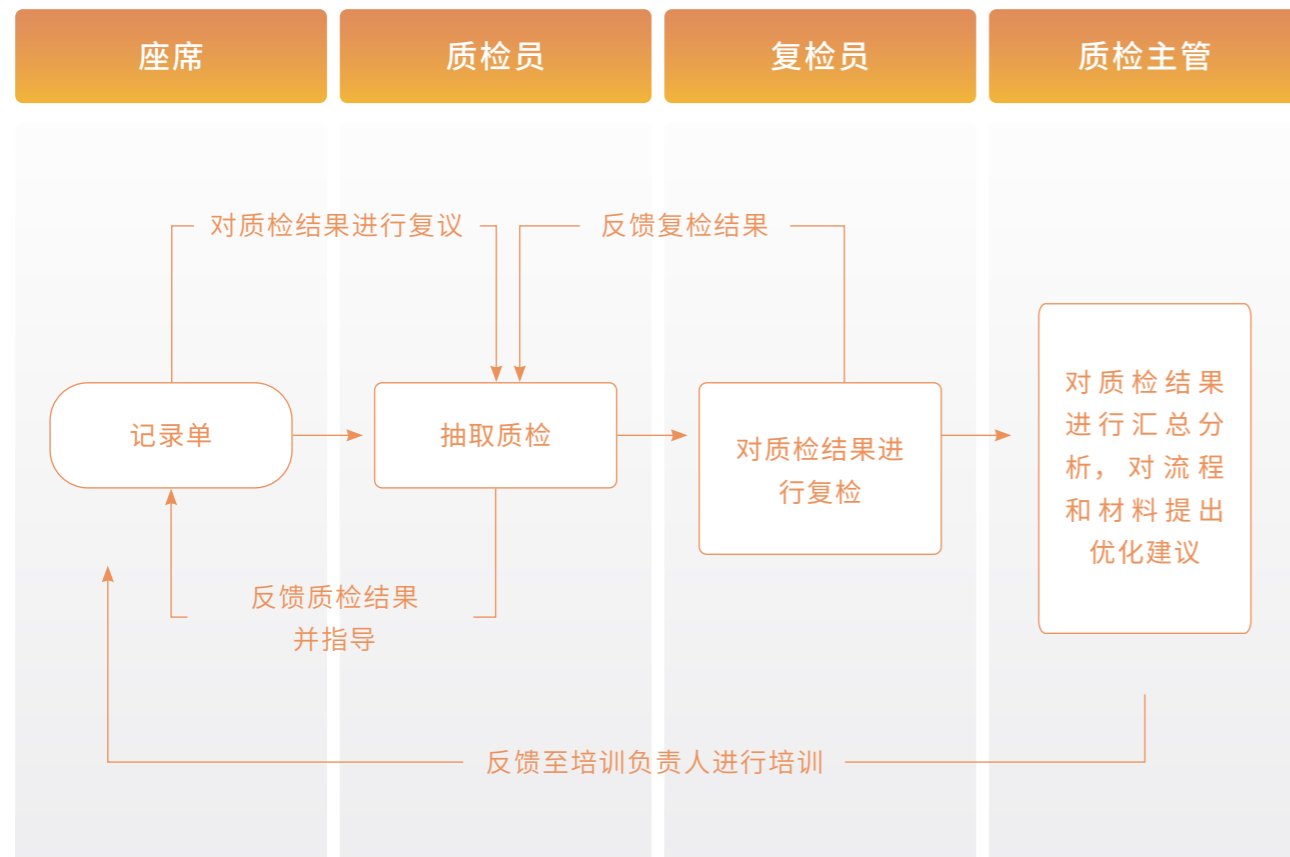 座席
质检员
复检员
质检主管
对质检结果进行复议
反馈复检结果
记录单
抽取质检
对质检结果进
行复检
对质检结果
进行汇总分
析，对流程
和材料提出
优化建议
反馈质检结果
并指导
反馈至培训负责人进行培训